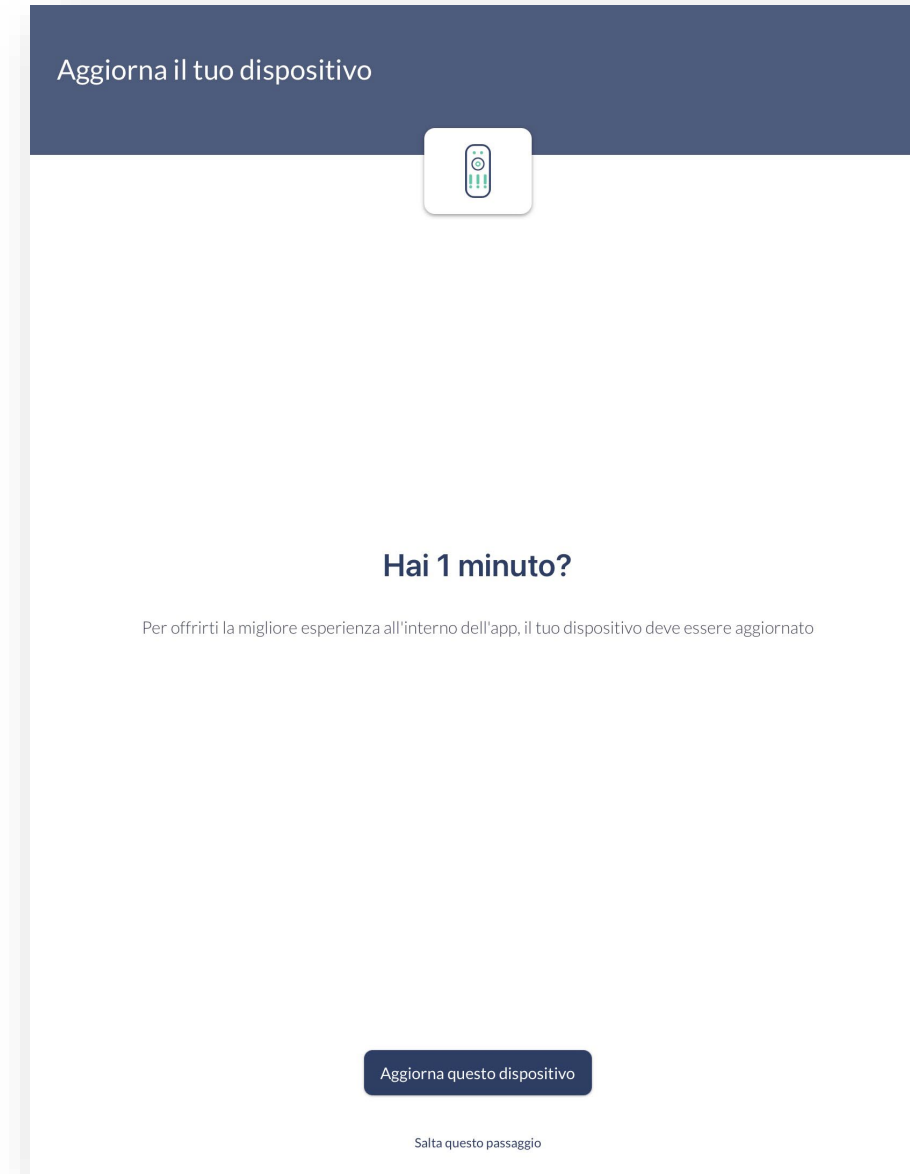 Aggiorna il tuo dispositivo
Hai 1 minuto?
Per offrirti la migliore esperienza all'interno dell'app, il tuo dispositivo deve essere aggiornato
Aggiorna questo dispositivo
Salta questo passaggio